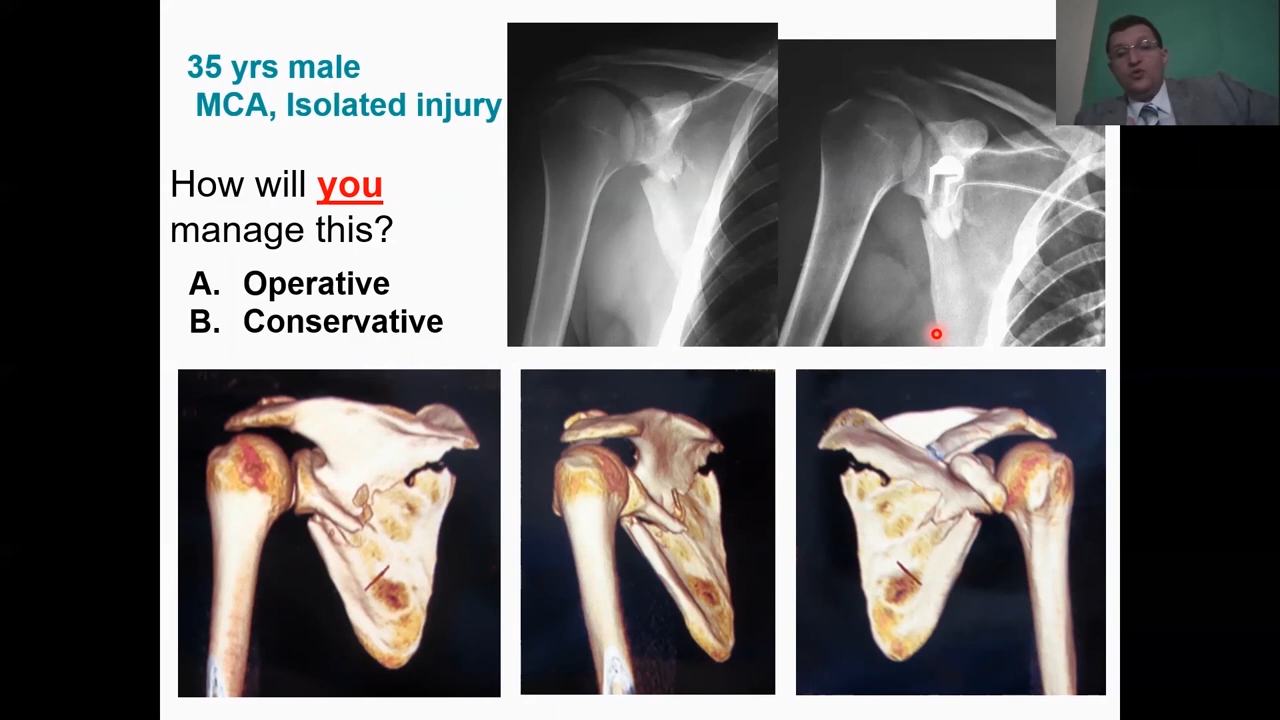 35 yrs male
MCA, Isolated injury
How will you
manage this?
A. Operative
B. Conservative